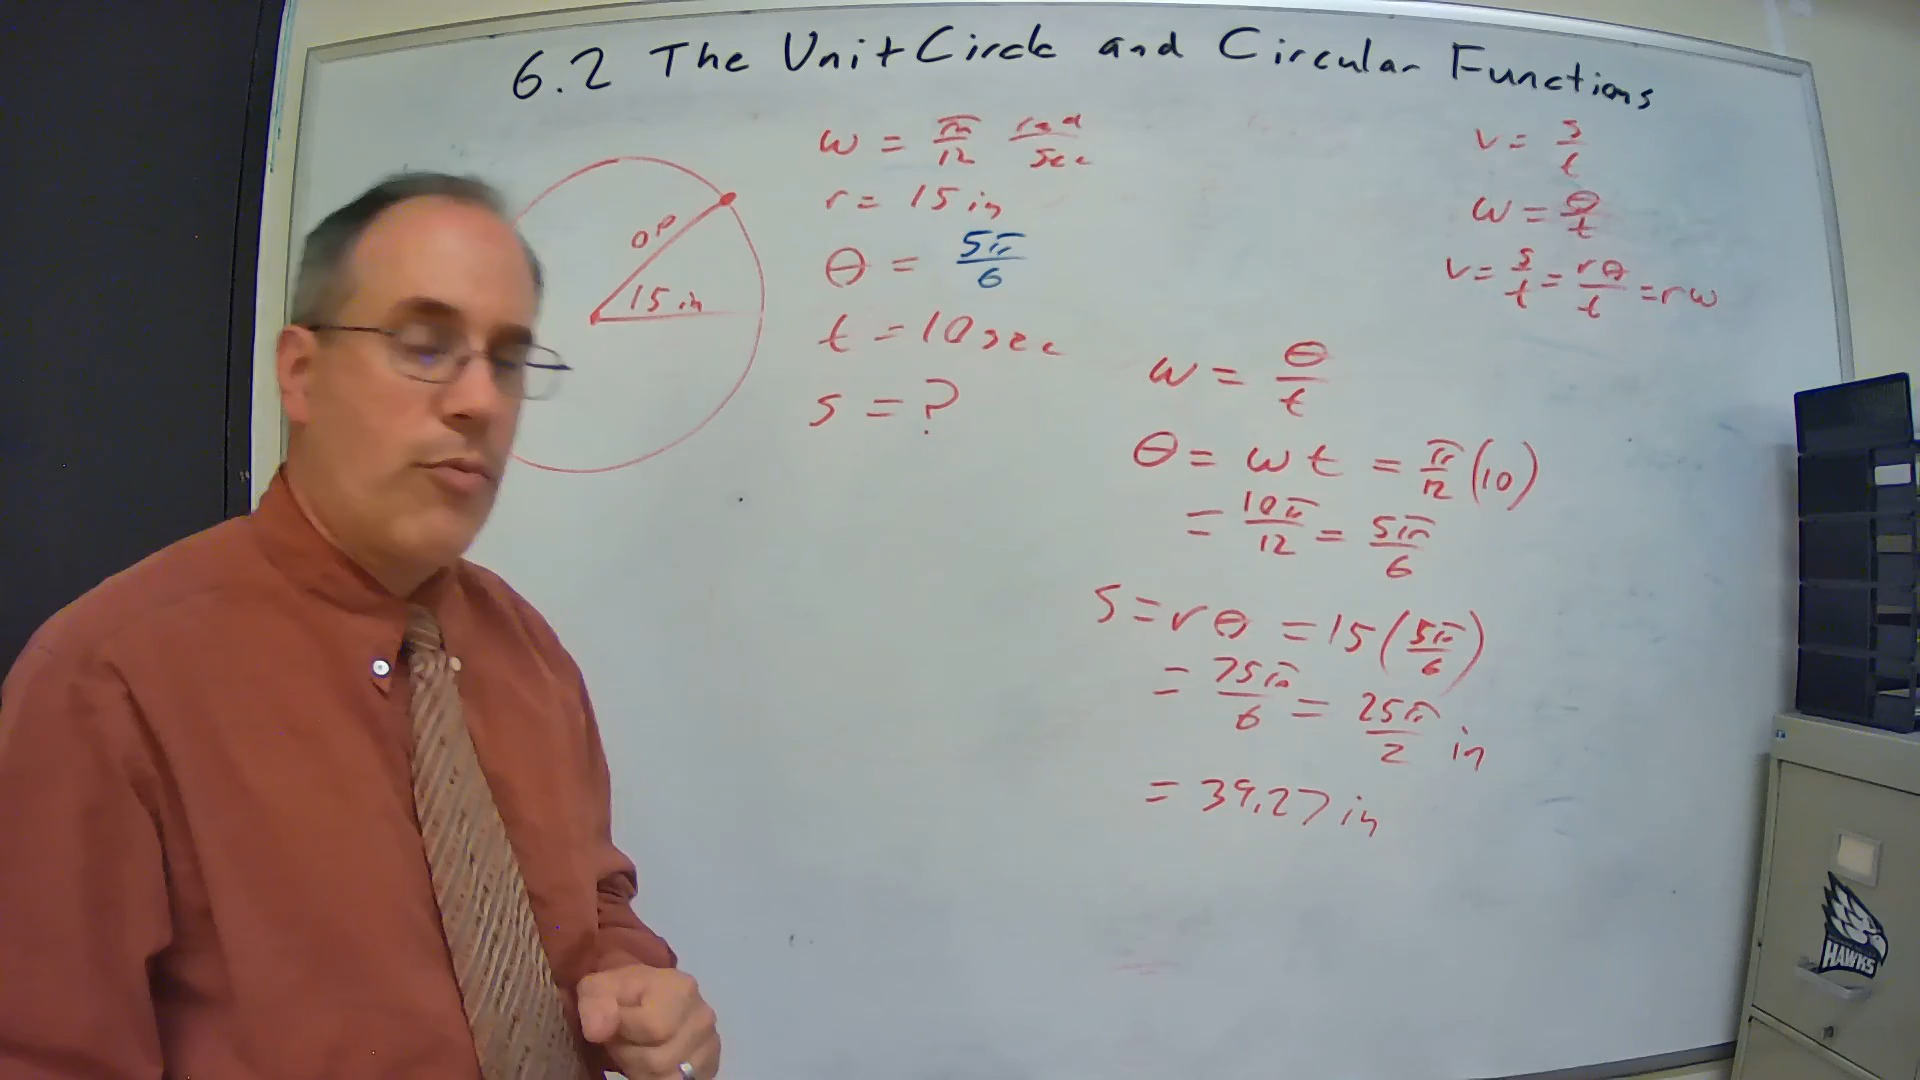 6.2 The Unit Circle and Circular Functions
OP
15 in
ω = π/12 rad/sec
r = 15 in
θ = 5π/6
t = 10 sec
s = ?
v = s/t
ω = θ/t
v = s/t = rθ/t = rω
ω = θ/t
θ = ωt = π/12 (10)
= 10π/12 = 5π/6
s = rθ = 15 (5π/6)
= 75π/6 = 25π/2 in
= 39.27 in
HAWKS